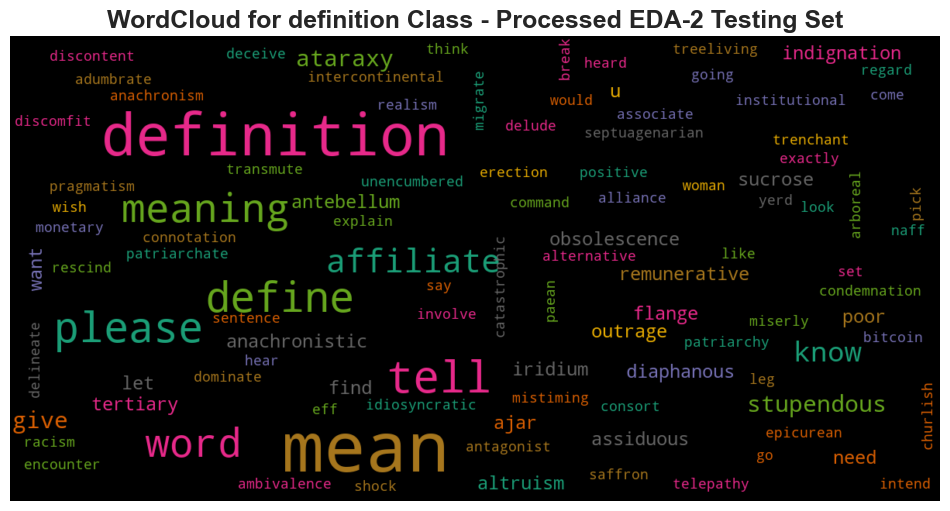 WordCloud for definition Class - Processed EDA-2 Testing Set
discontent
deceive
ataraxy
think
break
heard
treeliving
indignation
adumbrate
intercontinental
going
regard
anachronism
realism
migrate
would
u
institutional
come
discomfit
definition
delude
associate
septuagenarian
trenchant
exactly
transmute
unencumbered
erection
positive
woman
sucrose
arboreal
pick
pragmatism
wish
meaning
antebellum
command
alliance
yerd
look
monetary
explain
naff
connotation
want
patriarchate
affiliate
catastrophic
obsolescence
alternative
like
rescind
say
remunerative
set
define
paean
condemnation
please
sentence
involve
flange
miserly
poor
delineate
anachronistic
outrage
patriarchy
know
bitcoin
hear
let
dominate
find
tell
iridium
diaphanous
leg
tertiary
eff
idiosyncratic
mistiming
consort
stupendous
churlish
give
word
mean
ajar
assiduous
epicurean
racism
antagonist
go
need
encounter
ambivalence
shock
altruism
saffron
telepathy
intend